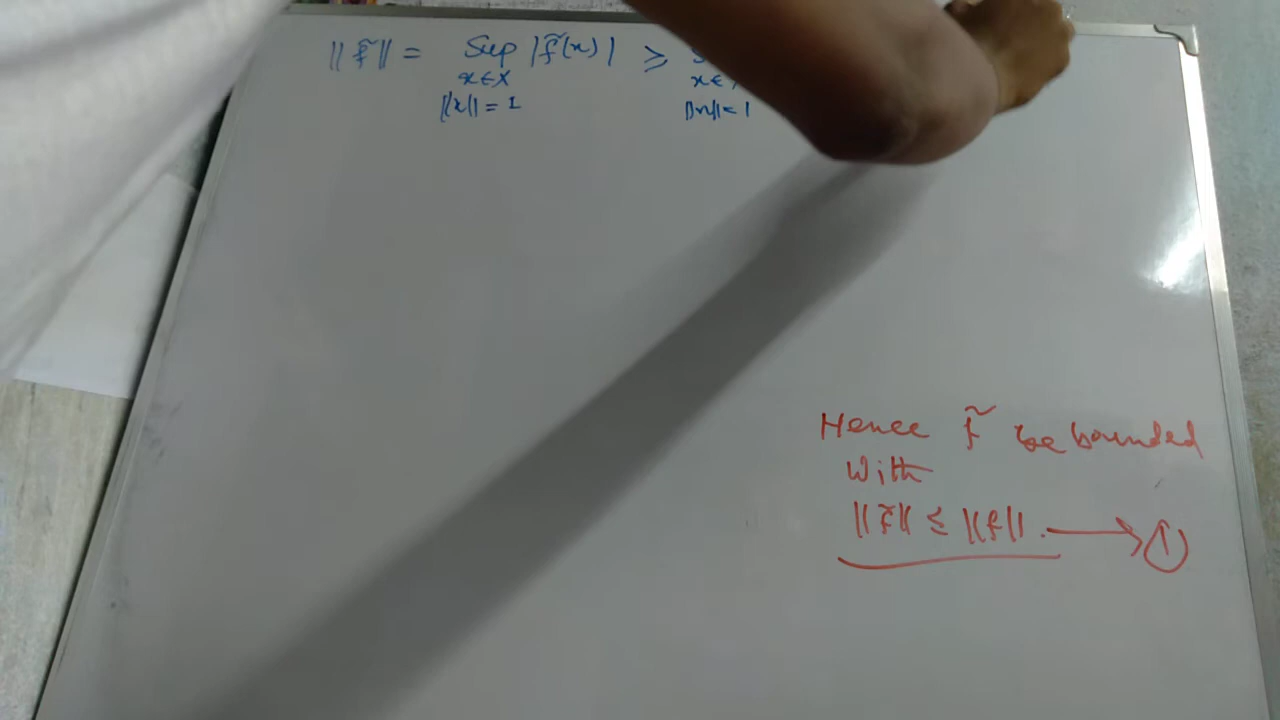 ||f̃|| = Sup |f̃(x)| ≥
x∈X x∈
||x|| = 1 ||x||=1
Hence f̃ be bounded
With
||f̃|| ≤ ||f||. → ①